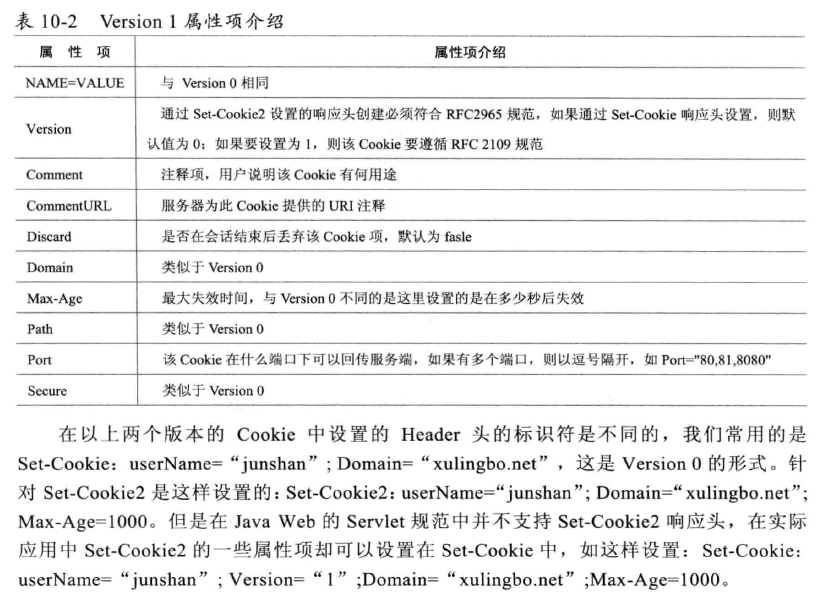 表 10-2 Version 1 属性项介绍
属 性 项 属性项介绍
NAME=VALUE 与 Version 0 相同
Version 通过 Set-Cookie2 设置的响应头创建必须符合 RFC2965 规范，如果通过 Set-Cookie 响应头设置，则默
认值为 0；如果要设置为 1，则该 Cookie 要遵循 RFC 2109 规范
Comment 注释项，用户说明该 Cookie 有何用途
CommentURL 服务器为此 Cookie 提供的 URI 注释
Discard 是否在会话结束后丢弃该 Cookie 项，默认为 fasle
Domain 类似于 Version 0
Max-Age 最大失效时间，与 Version 0 不同的是这里设置的是在多少秒后失效
Path 类似于 Version 0
Port 该 Cookie 在什么端口下可以回传服务端，如果有多个端口，则以逗号隔开，如 Port="80,81,8080"
Secure 类似于 Version 0
在以上两个版本的 Cookie 中设置的 Header 头的标识符是不同的，我们常用的是
Set-Cookie：userName=“junshan”; Domain=“xulingbo.net”，这是 Version 0 的形式。针
对 Set-Cookie2 是这样设置的：Set-Cookie2：userName=“junshan”; Domain=“xulingbo.net”;
Max-Age=1000。但是在 Java Web 的 Servlet 规范中并不支持 Set-Cookie2 响应头，在实际
应用中 Set-Cookie2 的一些属性项却可以设置在 Set-Cookie 中，如这样设置：Set-Cookie：
userName=“junshan”; Version=“1”;Domain=“xulingbo.net”;Max-Age=1000。